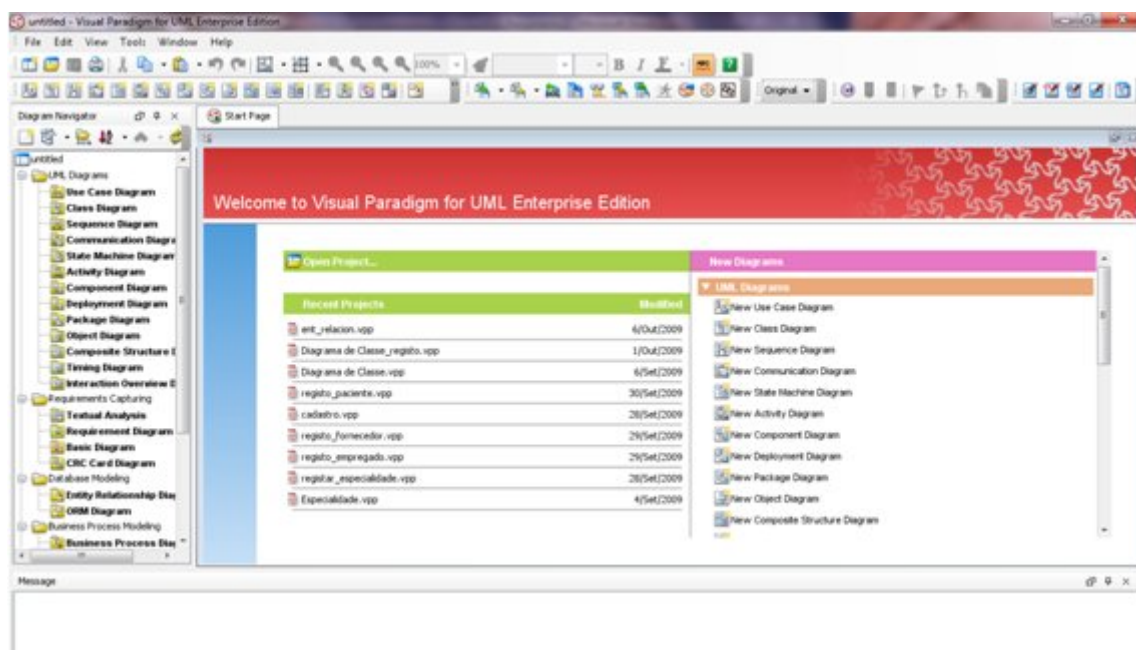 untitled - Visual Paradigm for UML Enterprise Edition
File Edit View Tools Window Help
100%
B I
Original
Diagram Navigator
Start Page
untitled
UML Diagrams
Use Case Diagram
Class Diagram
Sequence Diagram
Communication Diagra
State Machine Diagram
Activity Diagram
Component Diagram
Deployment Diagram
Package Diagram
Object Diagram
Composite Structure D
Timing Diagram
Interaction Overview D
Requirements Capturing
Textual Analysis
Requirement Diagram
Basic Diagram
CRC Card Diagram
Database Modeling
Entity Relationship Diag
ORM Diagram
Business Process Modeling
Business Process Diag
Welcome to Visual Paradigm for UML Enterprise Edition
Open Project...
Recent Projects Modified
ent_relacion.vpp 6/Out/2009
Diagrama de Classe_registo.vpp 1/Out/2009
Diagrama de Classe.vpp 6/Set/2009
registo_paciente.vpp 30/Set/2009
cadastro.vpp 28/Set/2009
registo_fornecedor.vpp 29/Set/2009
registo_empregado.vpp 29/Set/2009
registar_especialidade.vpp 28/Set/2009
Especialidade.vpp 4/Set/2009
New Diagrams
UML Diagrams
New Use Case Diagram
New Class Diagram
New Sequence Diagram
New Communication Diagram
New State Machine Diagram
New Activity Diagram
New Component Diagram
New Deployment Diagram
New Package Diagram
New Object Diagram
New Composite Structure Diagram
Message